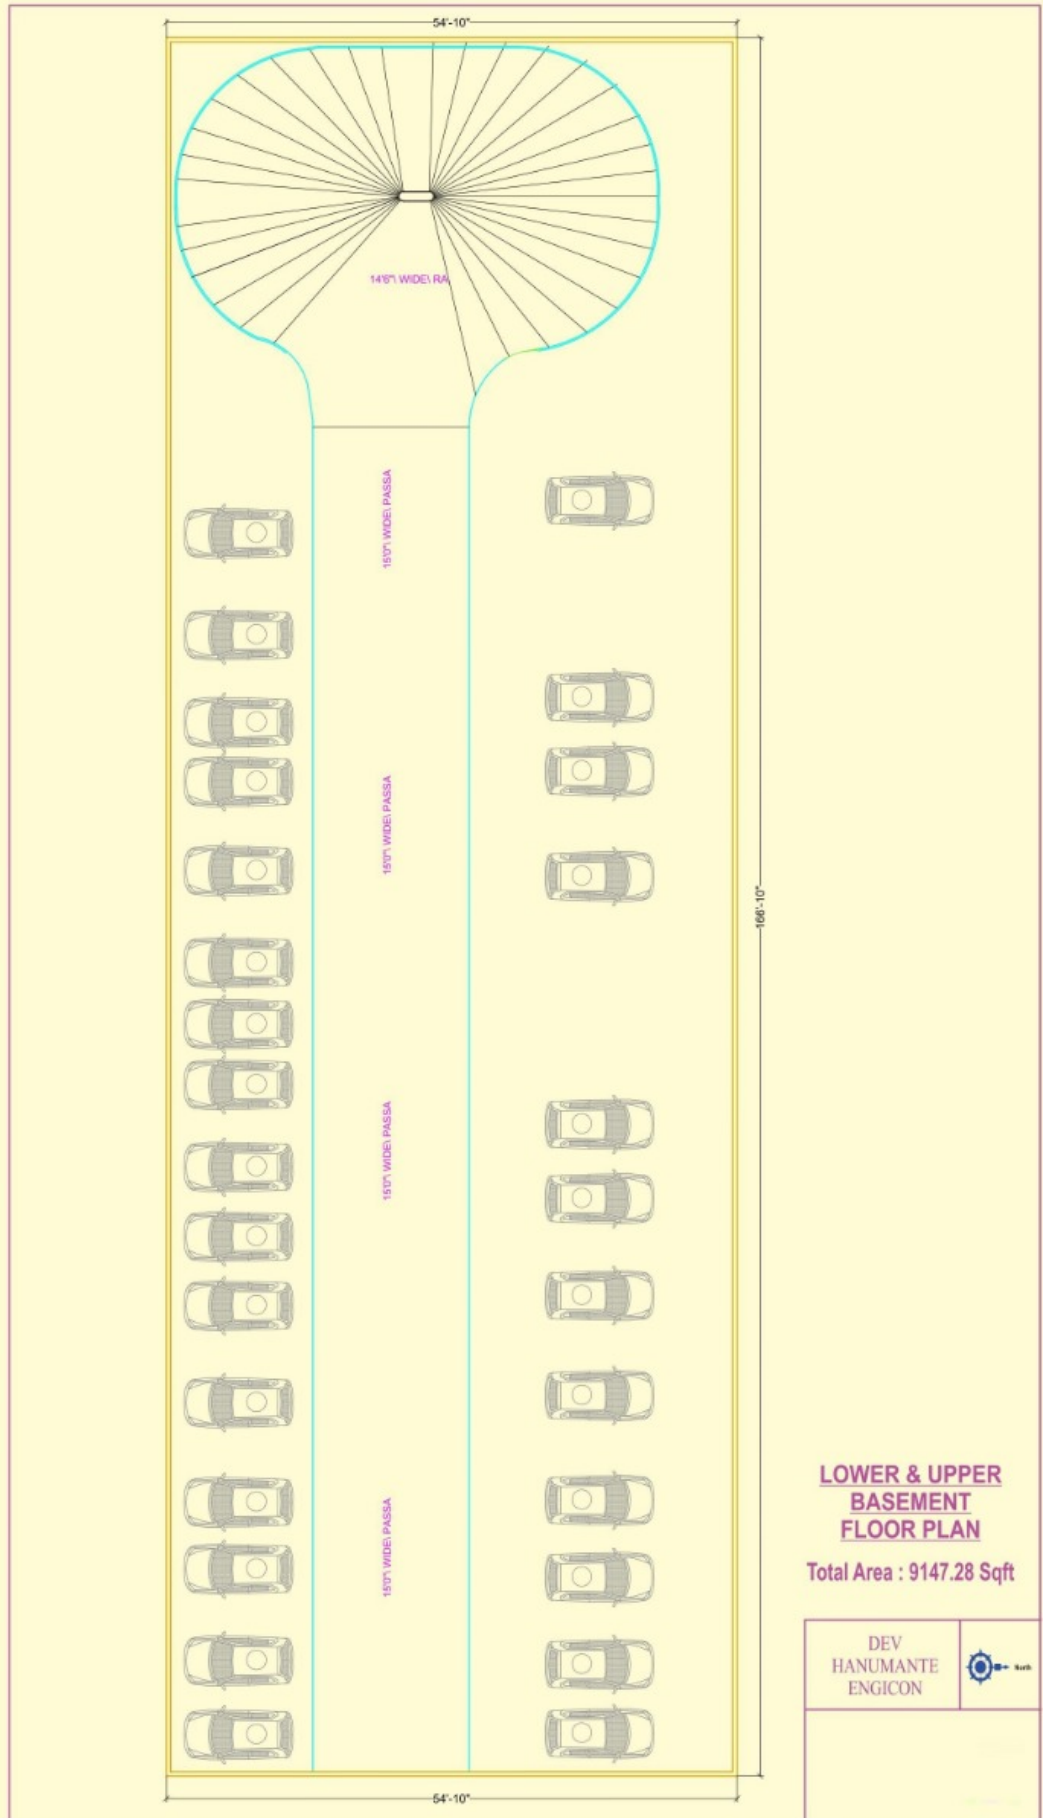 54'-10"
14'6"\ WIDE\ RA
15'0"\ WIDE\ PASSA
15'0"\ WIDE\ PASSA
166'-10"
15'0"\ WIDE\ PASSA
15'0"\ WIDE\ PASSA
54'-10"
LOWER & UPPER
BASEMENT
FLOOR PLAN
Total Area : 9147.28 Sqft
DEV
HANUMANTE
ENGICON
North